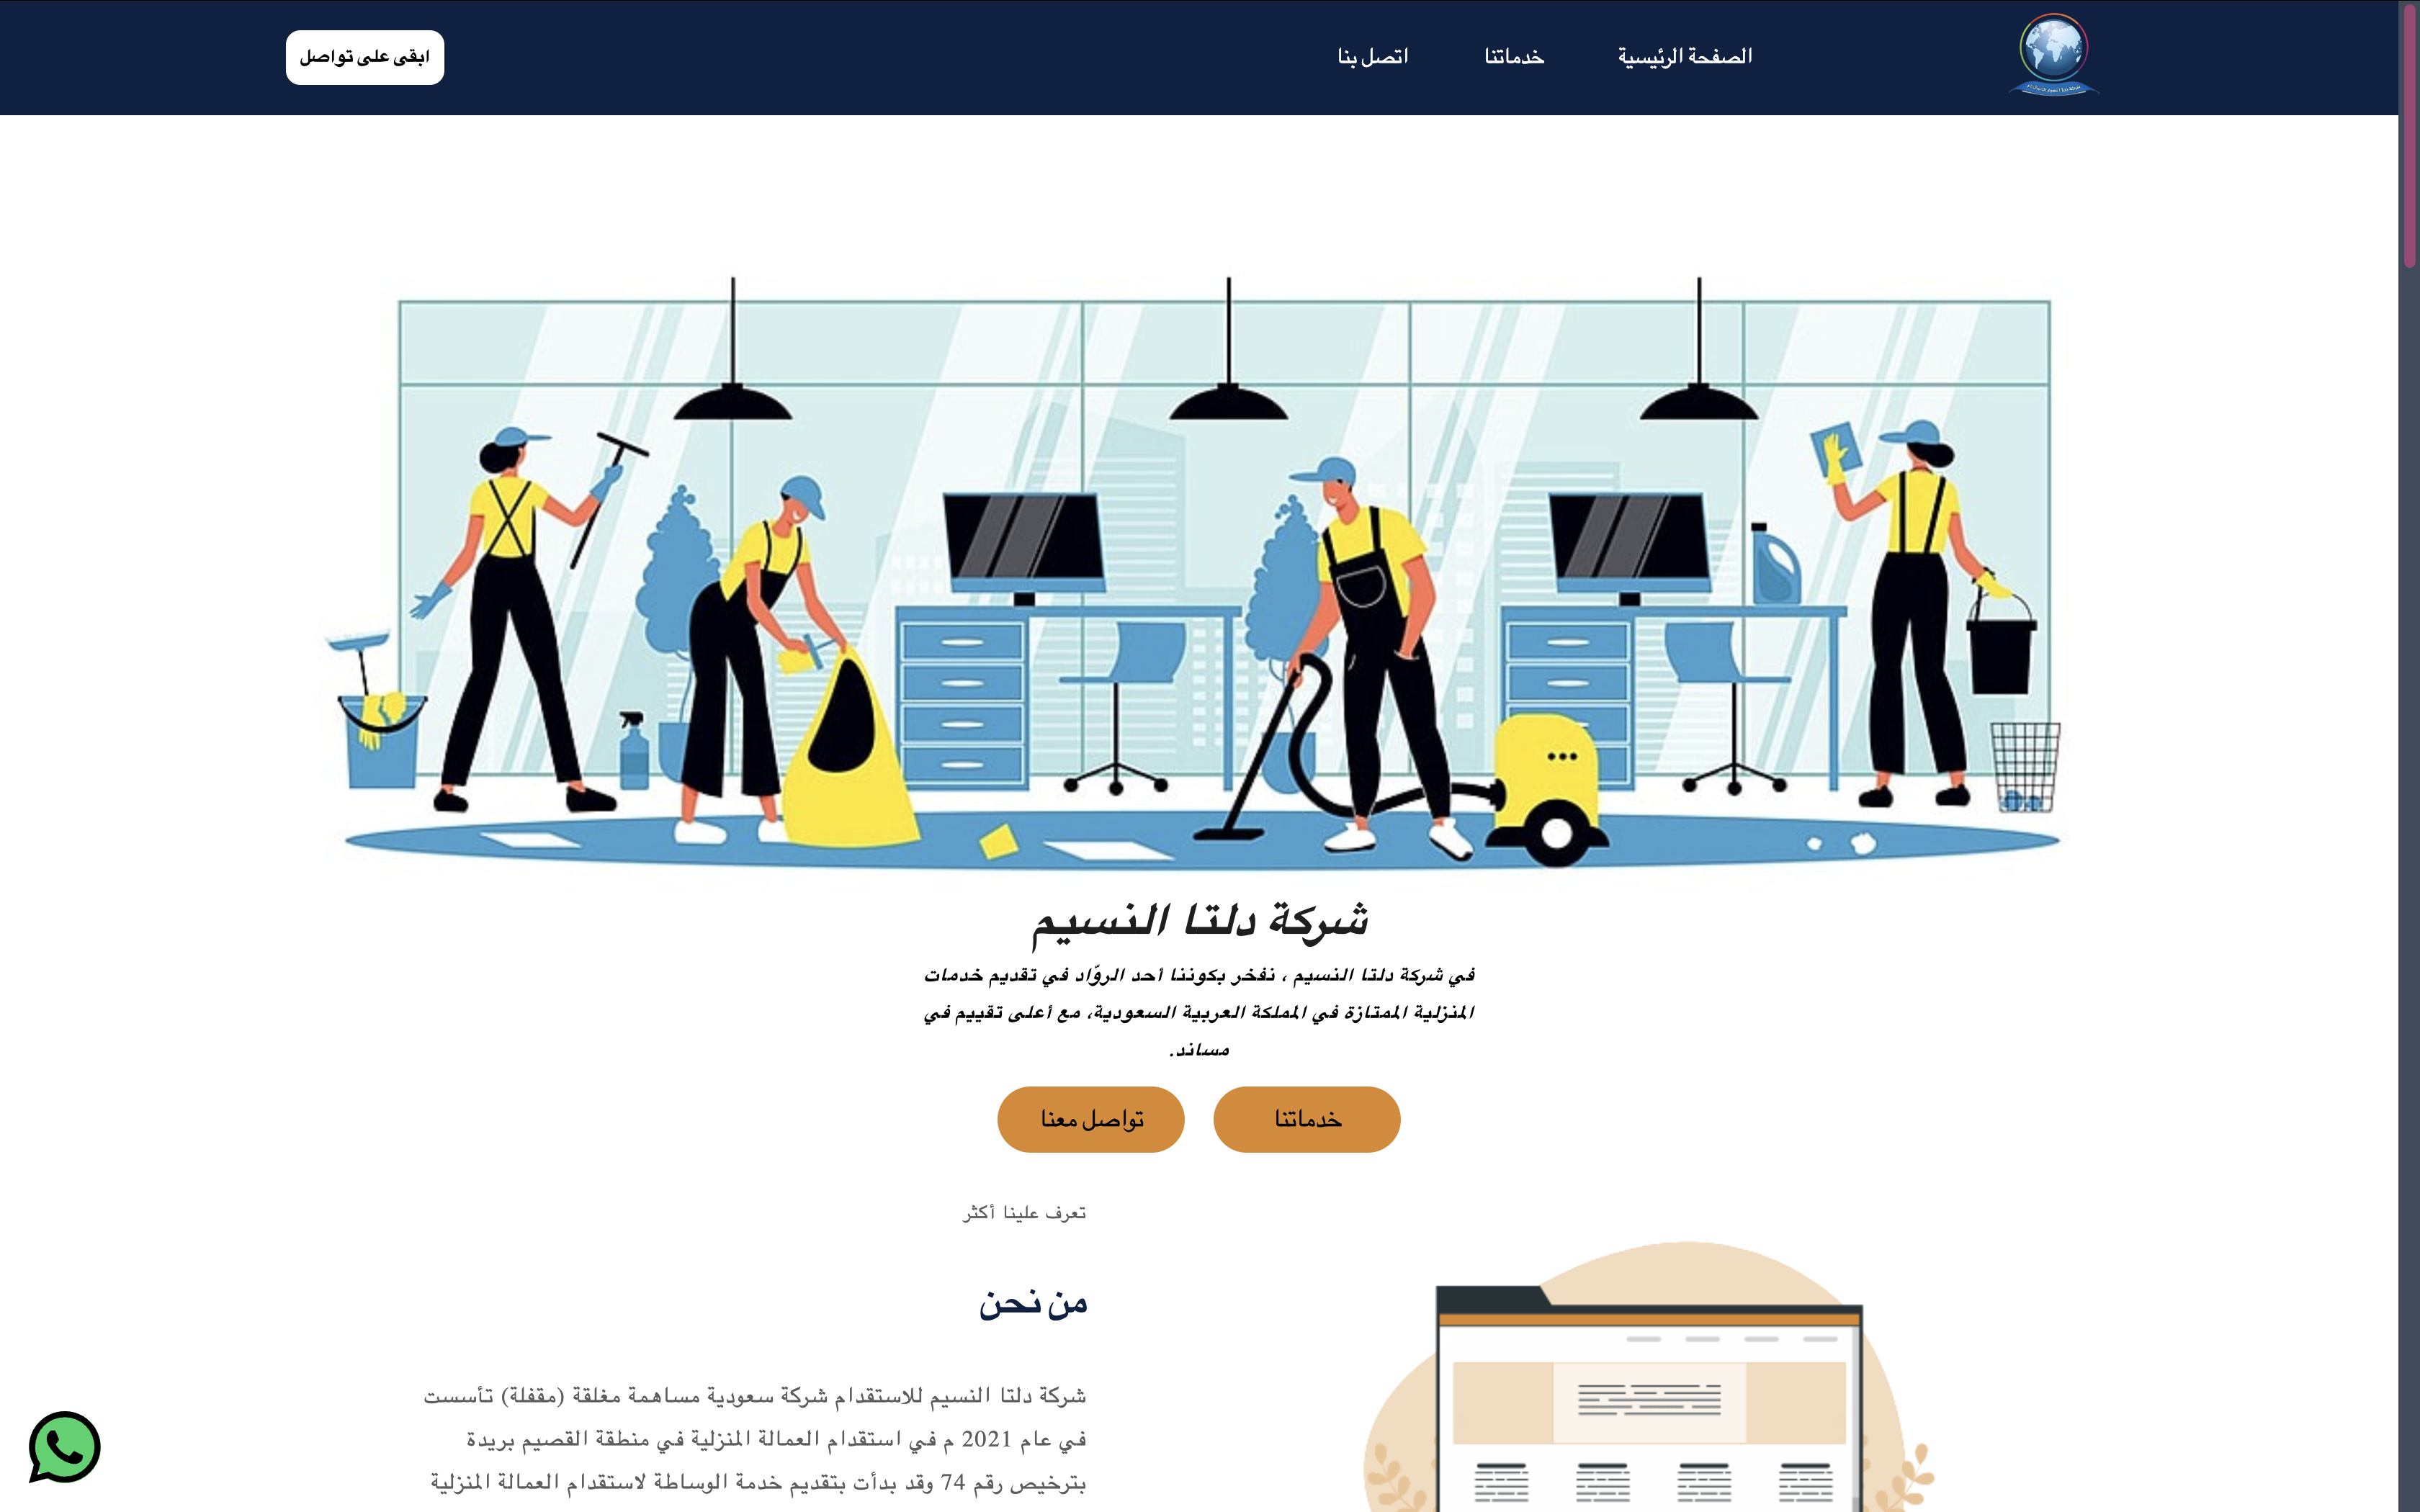 الصفحة الرئيسية
خدماتنا
اتصل بنا
ابقى على تواصل
شركة دلتا النسيم
في شركة دلتا النسيم ، نفخر بكوننا أحد الروّاد في تقديم خدمات
المنزلية الممتازة في المملكة العربية السعودية، مع أعلى تقييم في
مساند.
خدماتنا
تواصل معنا
تعرف علينا أكثر
من نحن
شركة دلتا النسيم للاستقدام شركة سعودية مساهمة مغلقة (مقفلة) تأسست
في عام 2021 م في استقدام العمالة المنزلية في منطقة القصيم بريدة
بترخيص رقم 74 وقد بدأت بتقديم خدمة الوساطة لاستقدام العمالة المنزلية